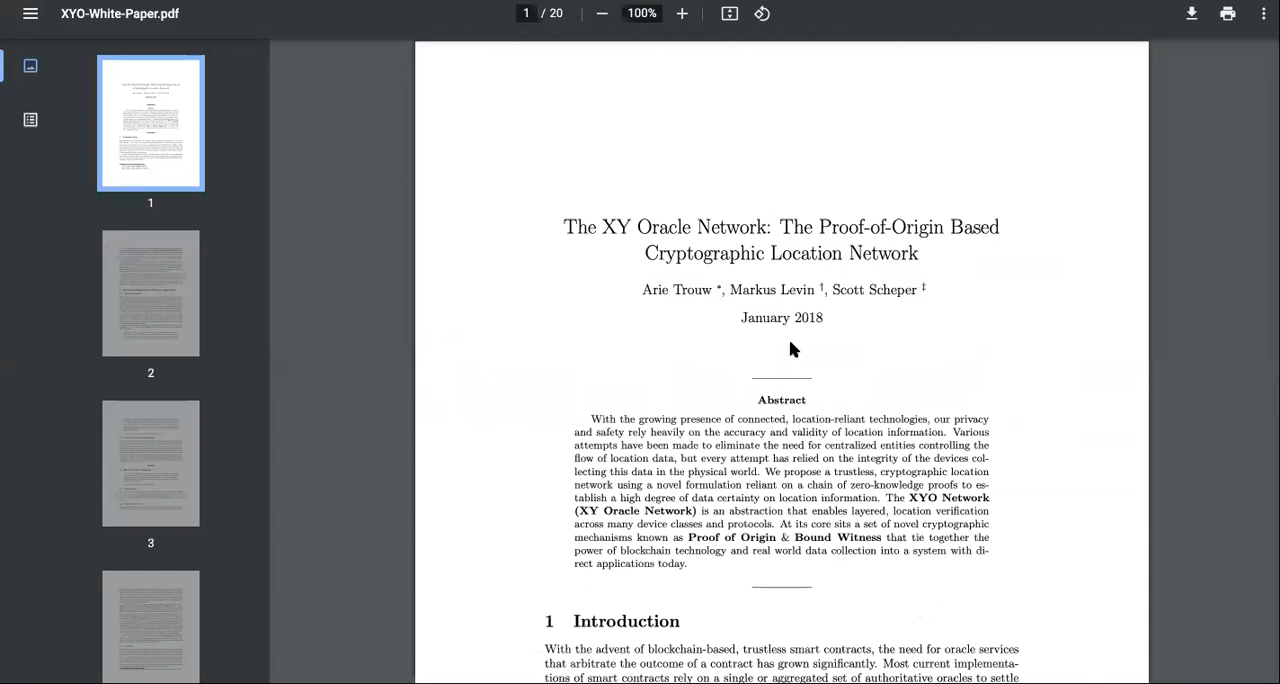 XYO-White-Paper.pdf
1 / 20
100%
1
2
3
The XY Oracle Network: The Proof-of-Origin Based
Cryptographic Location Network
Arie Trouw *, Markus Levin †, Scott Scheper ‡
January 2018
Abstract
With the growing presence of connected, location-reliant technologies, our privacy
and safety rely heavily on the accuracy and validity of location information. Various
attempts have been made to eliminate the need for centralized entities controlling the
flow of location data, but every attempt has relied on the integrity of the devices col-
lecting this data in the physical world. We propose a trustless, cryptographic location
network using a novel formulation reliant on a chain of zero-knowledge proofs to es-
tablish a high degree of data certainty on location information. The XYO Network
(XY Oracle Network) is an abstraction that enables layered, location verification
across many device classes and protocols. At its core sits a set of novel cryptographic
mechanisms known as Proof of Origin & Bound Witness that tie together the
power of blockchain technology and real world data collection into a system with di-
rect applications today.
1 Introduction
With the advent of blockchain-based, trustless smart contracts, the need for oracle services
that arbitrate the outcome of a contract has grown significantly. Most current implementa-
tions of smart contracts rely on a single or aggregated set of authoritative oracles to settle